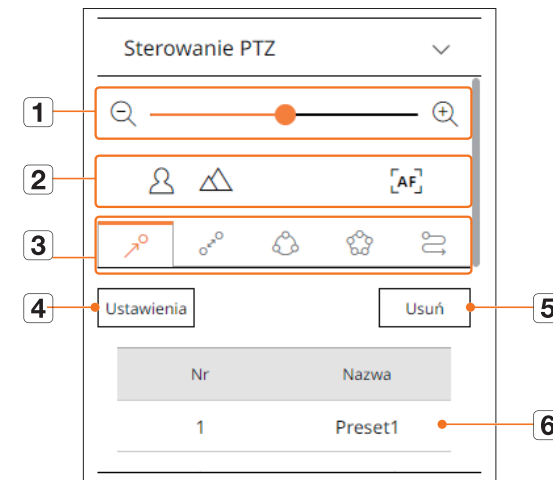 Sterowanie PTZ
1
2
AF
3
4
Ustawienia
Usuń
5
Nr Nazwa
1 Preset1
6